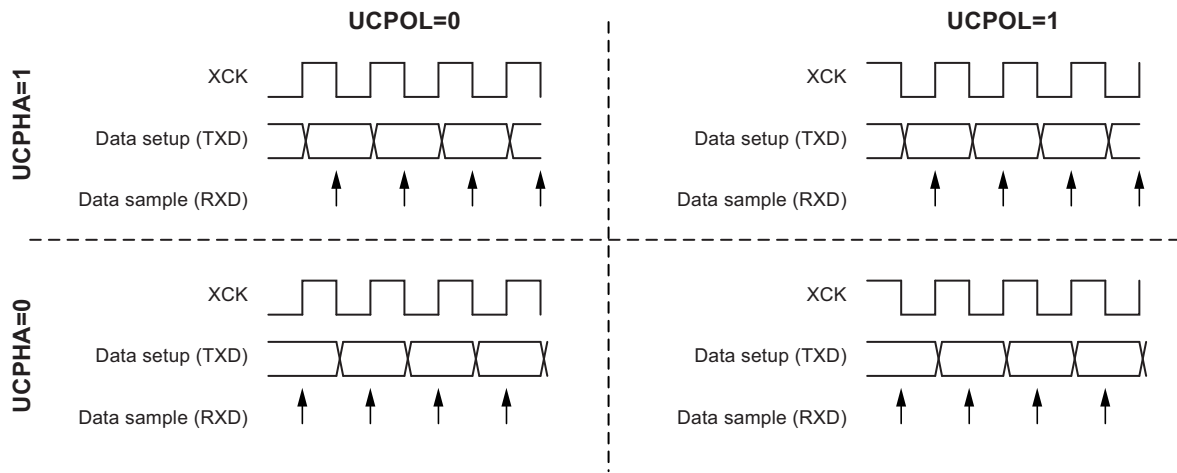 UCPOL=0
UCPOL=1
UCPHA=1
XCK
Data setup (TXD)
Data sample (RXD)
XCK
Data setup (TXD)
Data sample (RXD)
UCPHA=0
XCK
Data setup (TXD)
Data sample (RXD)
XCK
Data setup (TXD)
Data sample (RXD)